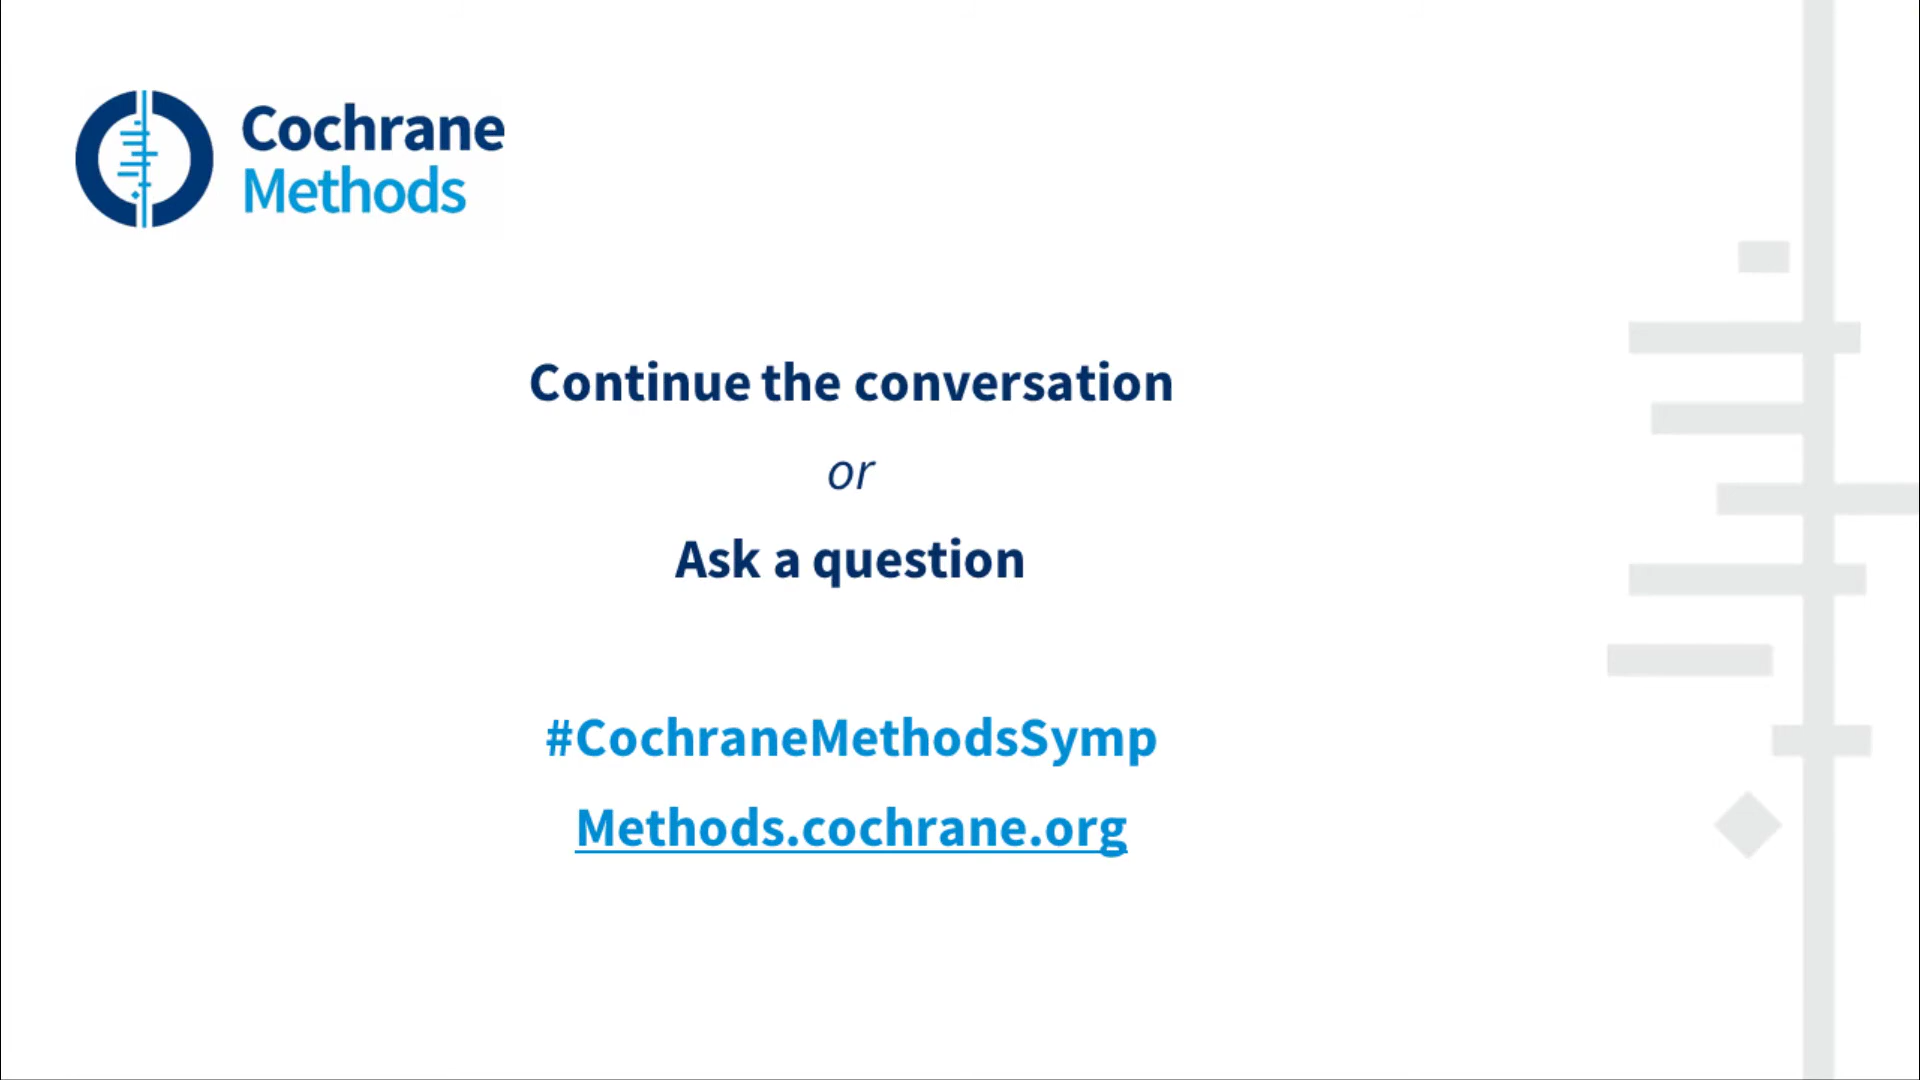 Cochrane
Methods
Continue the conversation
or
Ask a question
#CochraneMethodsSymp
Methods.cochrane.org